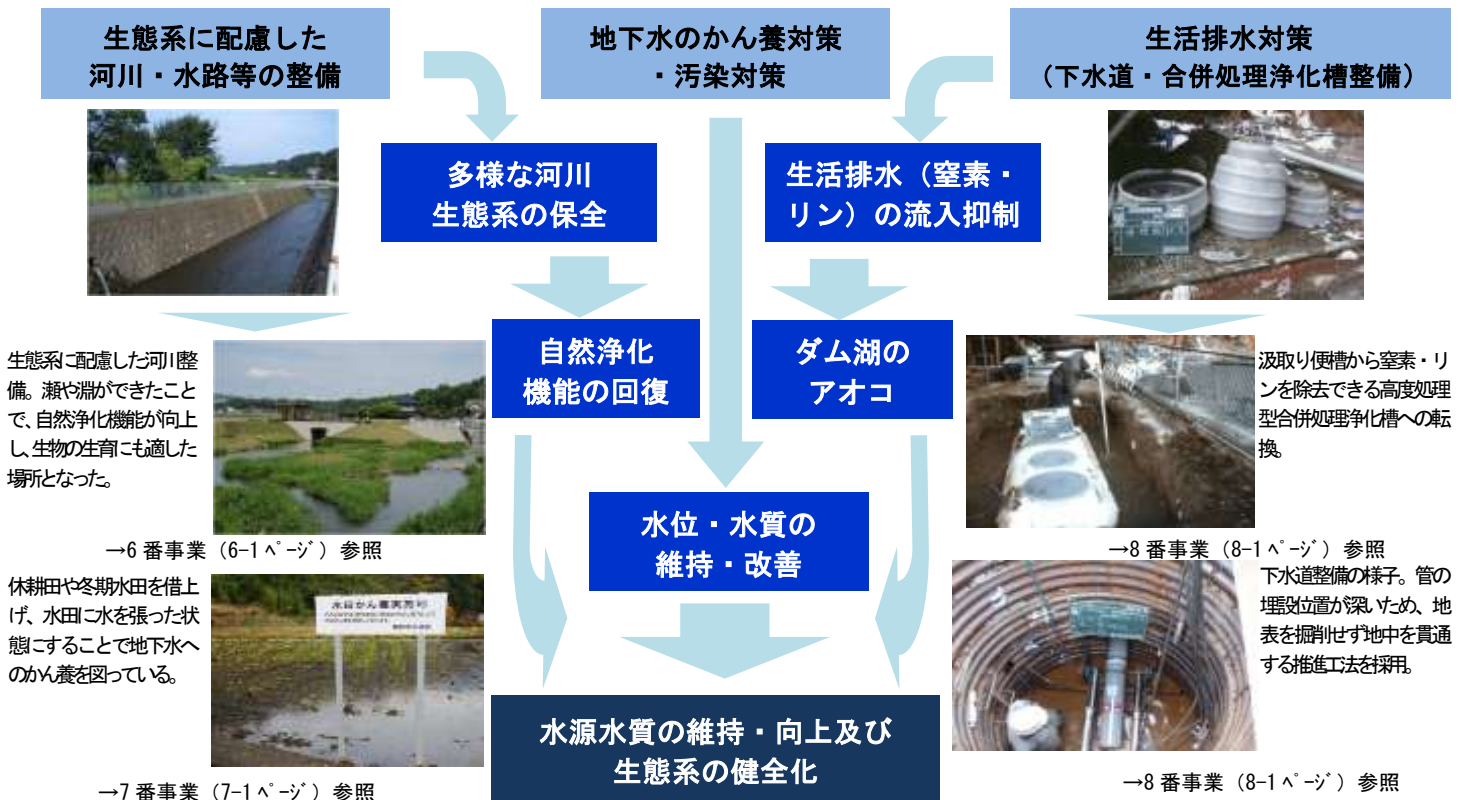 生態系に配慮した
河川・水路等の整備
地下水のかん養対策
・汚染対策
生活排水対策
(下水道・合併処理浄化槽整備)
多様な河川
生態系の保全
生活排水(窒素・
リン)の流入抑制
自然浄化
機能の回復
ダム湖の
アオコ
生態系に配慮した河川整
備。瀬や淵ができたこと
で、自然浄化機能が向上
し、生物の生育にも適した
場所となった。
→6番事業(6-1ページ)参照
汲取り便槽から窒素・リ
ンを除去できる高度処理
型合併処理浄化槽への転
換。
→8番事業(8-1ページ)参照
水位・水質の
維持・改善
休耕田や冬期水田を借上
げ、水田に水を張った状
態にすることで地下水へ
のかん養を図っている。
水田かん養実施町
→7番事業(7-1ページ)参照
下水道整備の様子。管の
埋設位置が深いため、地
表を掘削せず地中を貫通
する推進工法を採用。
→8番事業(8-1ページ)参照
水源水質の維持・向上及び
生態系の健全化